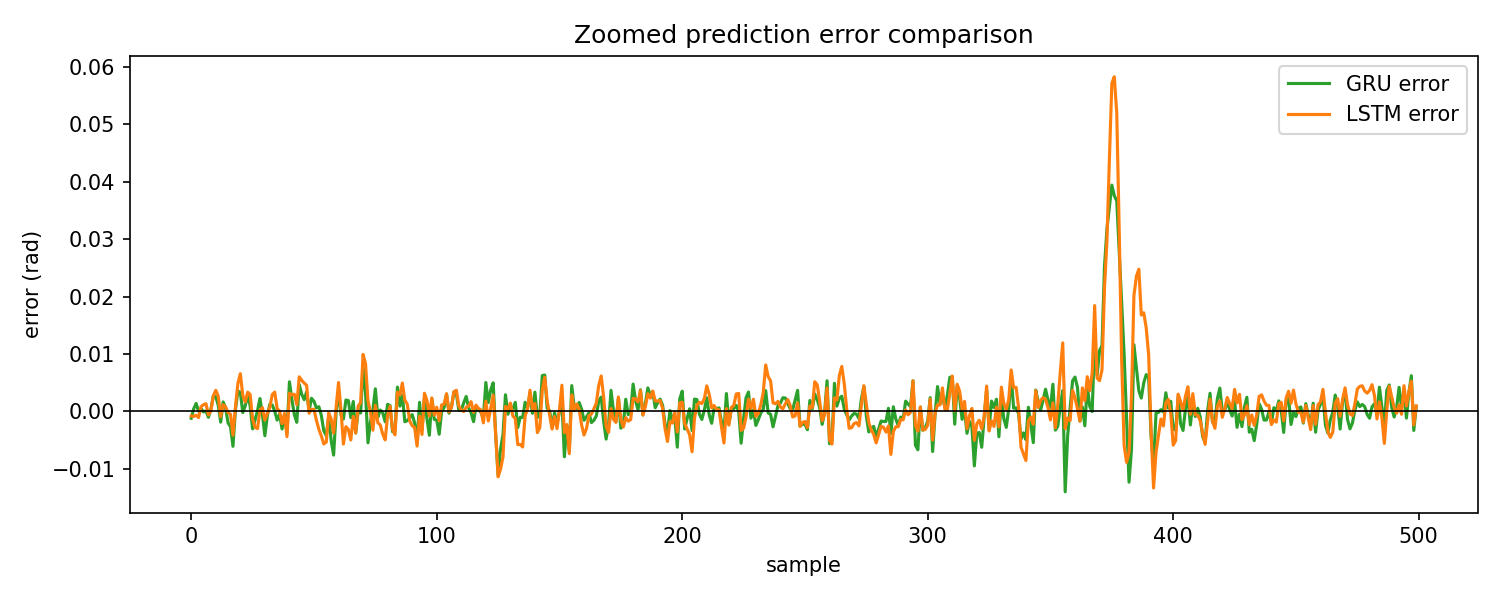 Zoomed prediction error comparison
GRU error
LSTM error
0.06
0.05
0.04
0.03
0.02
0.01
0.00
−0.01
error (rad)
0 100 200 300 400 500
sample